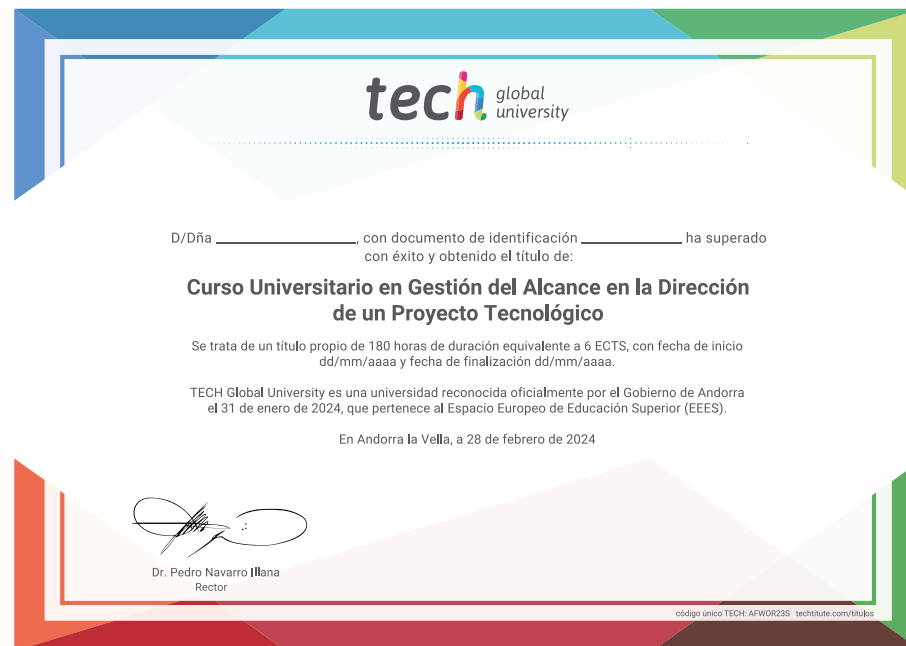 tech global
university
D/Dña ____________________, con documento de identificación ______________ ha superado
con éxito y obtenido el título de:
Curso Universitario en Gestión del Alcance en la Dirección
de un Proyecto Tecnológico
Se trata de un título propio de 180 horas de duración equivalente a 6 ECTS, con fecha de inicio
dd/mm/aaaa y fecha de finalización dd/mm/aaaa.
TECH Global University es una universidad reconocida oficialmente por el Gobierno de Andorra
el 31 de enero de 2024, que pertenece al Espacio Europeo de Educación Superior (EEES).
En Andorra la Vella, a 28 de febrero de 2024
Dr. Pedro Navarro Illana
Rector
código único TECH: AFWOR23S techtitute.com/titulos